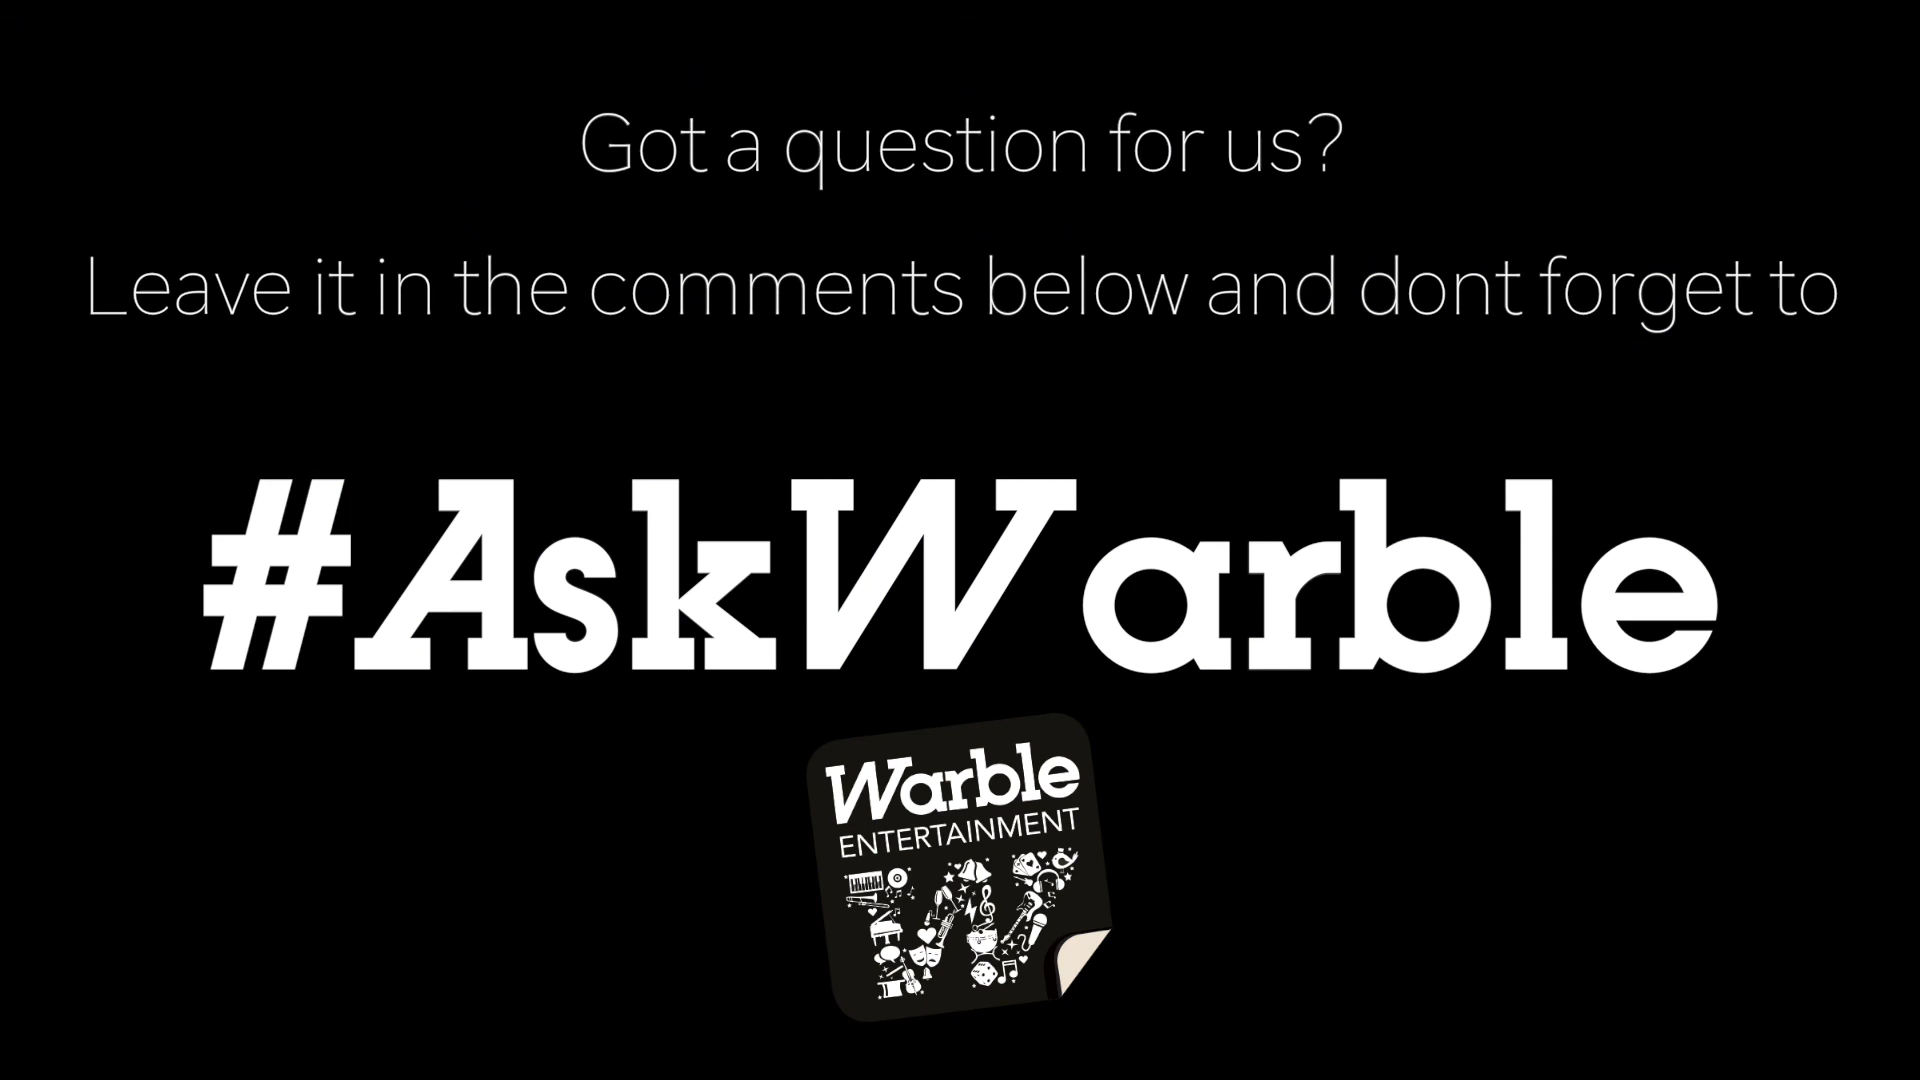 Got a question for us?
Leave it in the comments below and dont forget to
#AskWarble
Warble
ENTERTAINMENT